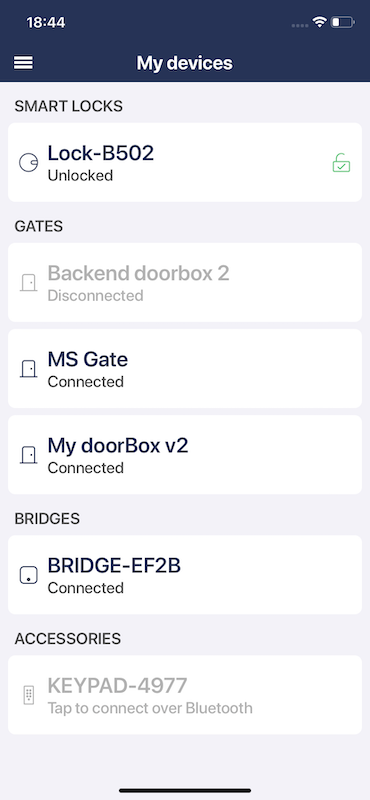 18:44
My devices
SMART LOCKS
Lock-B502
Unlocked
GATES
Backend doorbox 2
Disconnected
MS Gate
Connected
My doorBox v2
Connected
BRIDGES
BRIDGE-EF2B
Connected
ACCESSORIES
KEYPAD-4977
Tap to connect over Bluetooth